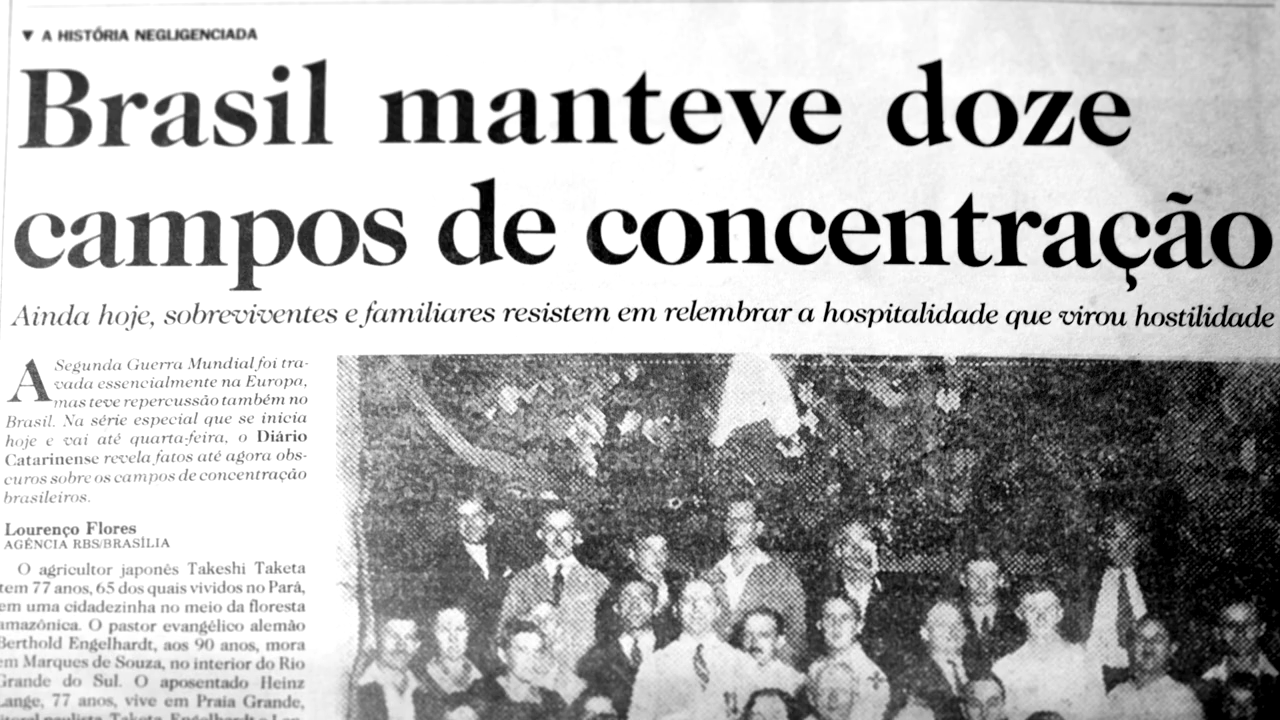 ▼ A HISTÓRIA NEGLIGENCIADA
Brasil manteve doze
campos de concentração
Ainda hoje, sobreviventes e familiares resistem em relembrar a hospitalidade que virou hostilidade
A Segunda Guerra Mundial foi tra-
vada essencialmente na Europa,
mas teve repercussão também no
Brasil. Na série especial que se inicia
hoje e vai até quarta-feira, o Diário
Catarinense revela fatos até agora obs-
curos sobre os campos de concentração
brasileiros.
Lourenço Flores
AGÊNCIA RBS/BRASÍLIA
O agricultor japonês Takeshi Taketa
tem 77 anos, 65 dos quais vividos no Pará,
em uma cidadezinha no meio da floresta
amazônica. O pastor evangélico alemão
Berthold Engelhardt, aos 90 anos, mora
em Marques de Souza, no interior do Rio
Grande do Sul. O aposentado Heinz
Lange, 77 anos, vive em Praia Grande,